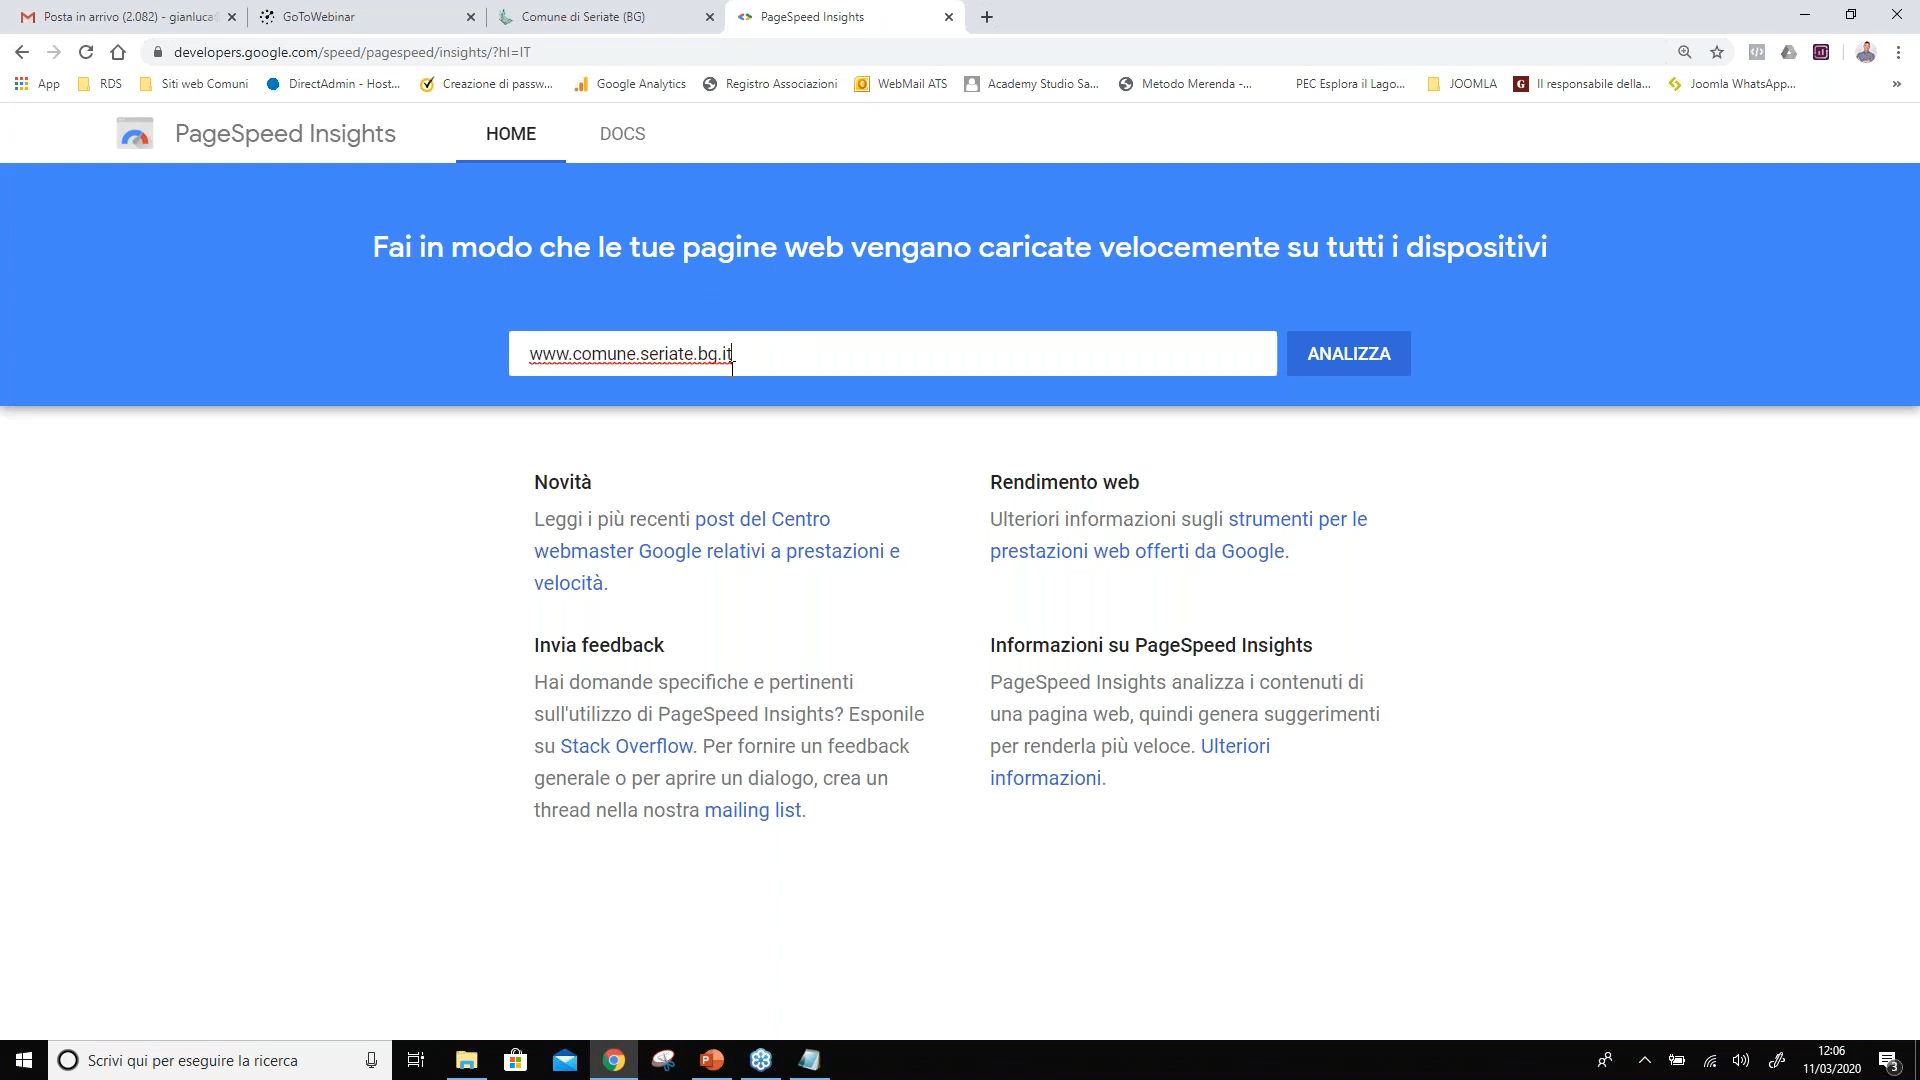 Posta in arrivo (2.082) - gianluca
GoToWebinar
Comune di Seriate (BG)
PageSpeed Insights
developers.google.com/speed/pagespeed/insights/?hl=IT
App
RDS
Siti web Comuni
DirectAdmin - Host...
Creazione di passw...
Google Analytics
Registro Associazioni
WebMail ATS
Academy Studio Sa...
Metodo Merenda -...
PEC Esplora il Lago...
JOOMLA
Il responsabile della...
Joomla WhatsApp...
»
PageSpeed Insights
HOME
DOCS
Fai in modo che le tue pagine web vengano caricate velocemente su tutti i dispositivi
www.comune.seriate.bg.it
ANALIZZA
Novità
Leggi i più recenti post del Centro
webmaster Google relativi a prestazioni e
velocità.
Rendimento web
Ulteriori informazioni sugli strumenti per le
prestazioni web offerti da Google.
Invia feedback
Hai domande specifiche e pertinenti
sull'utilizzo di PageSpeed Insights? Esponile
su Stack Overflow. Per fornire un feedback
generale o per aprire un dialogo, crea un
thread nella nostra mailing list.
Informazioni su PageSpeed Insights
PageSpeed Insights analizza i contenuti di
una pagina web, quindi genera suggerimenti
per renderla più veloce. Ulteriori
informazioni.
Scrivi qui per eseguire la ricerca
12:06
11/03/2020
3